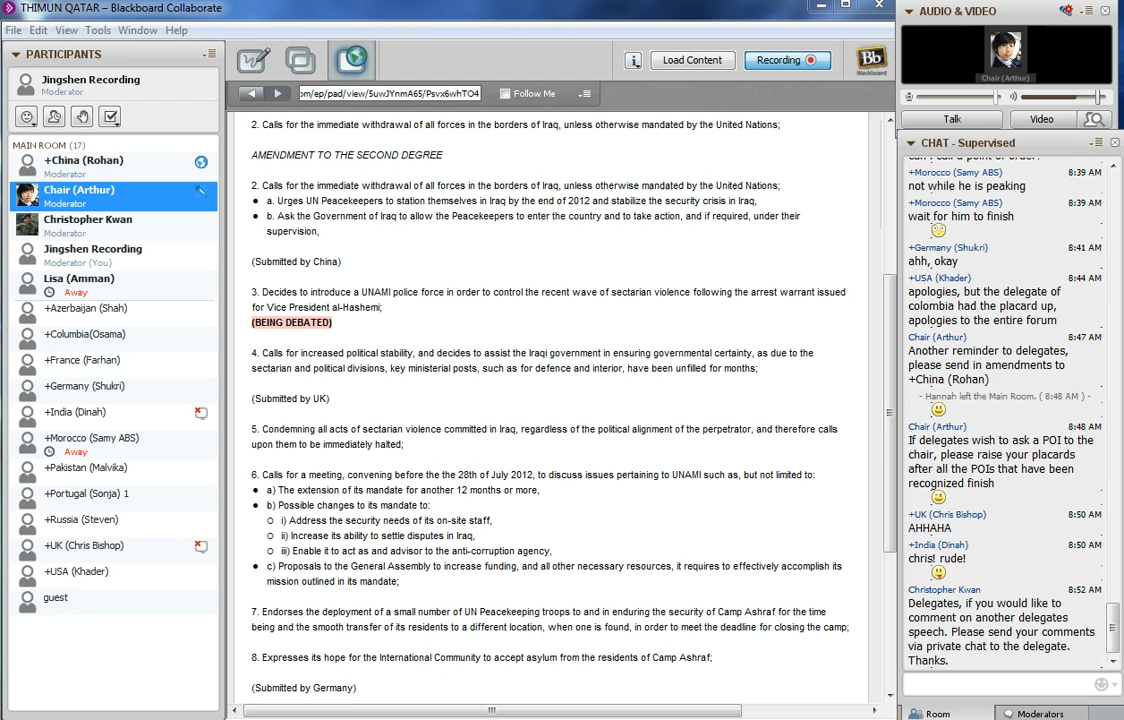 THIMUN QATAR – Blackboard Collaborate
File Edit View Tools Window Help
PARTICIPANTS
Jingshen Recording
Moderator
MAIN ROOM (17)
+China (Rohan)
Moderator
Chair (Arthur)
Moderator
Christopher Kwan
Moderator
Jingshen Recording
Moderator (You)
Lisa (Amman)
Away
+Azerbaijan (Shah)
+Columbia(Osama)
+France (Farhan)
+Germany (Shukri)
+India (Dinah)
+Morocco (Samy ABS)
Away
+Pakistan (Malvika)
+Portugal (Sonja) 1
+Russia (Steven)
+UK (Chris Bishop)
+USA (Khader)
guest
Load Content
Recording
Bb
Blackboard
om/ep/pad/view/5uwJYnmA65/Psvx6whTO4
Follow Me
2. Calls for the immediate withdrawal of all forces in the borders of Iraq, unless otherwise mandated by the United Nations;
AMENDMENT TO THE SECOND DEGREE
2. Calls for the immediate withdrawal of all forces in the borders of Iraq, unless otherwise mandated by the United Nations;
a. Urges UN Peacekeepers to station themselves in Iraq by the end of 2012 and stabilize the security crisis in Iraq,
b. Ask the Government of Iraq to allow the Peacekeepers to enter the country and to take action, and if required, under their
supervision,
(Submitted by China)
3. Decides to introduce a UNAMI police force in order to control the recent wave of sectarian violence following the arrest warrant issued
for Vice President al-Hashemi;
(BEING DEBATED)
4. Calls for increased political stability, and decides to assist the Iraqi government in ensuring governmental certainty, as due to the
sectarian and political divisions, key ministerial posts, such as for defence and interior, have been unfilled for months;
(Submitted by UK)
5. Condemning all acts of sectarian violence committed in Iraq, regardless of the political alignment of the perpetrator, and therefore calls
upon them to be immediately halted;
6. Calls for a meeting, convening before the the 28th of July 2012, to discuss issues pertaining to UNAMI such as, but not limited to:
a) The extension of its mandate for another 12 months or more,
b) Possible changes to its mandate to:
i) Address the security needs of its on-site staff,
ii) Increase its ability to settle disputes in Iraq,
iii) Enable it to act as and advisor to the anti-corruption agency,
c) Proposals to the General Assembly to increase funding, and all other necessary resources, it requires to effectively accomplish its
mission outlined in its mandate;
7. Endorses the deployment of a small number of UN Peacekeeping troops to and in enduring the security of Camp Ashraf for the time
being and the smooth transfer of its residents to a different location, when one is found, in order to meet the deadline for closing the camp;
8. Expresses its hope for the International Community to accept asylum from the residents of Camp Ashraf;
(Submitted by Germany)
AUDIO & VIDEO
Chair (Arthur)
Talk
Video
CHAT - Supervised
can I call a point of order?
+Morocco (Samy ABS) 8:39 AM
not while he is peaking
+Morocco (Samy ABS) 8:39 AM
wait for him to finish
+Germany (Shukri) 8:41 AM
ahh, okay
+USA (Khader) 8:44 AM
apologies, but the delegate of
colombia had the placard up,
apologies to the entire forum
Chair (Arthur) 8:47 AM
Another reminder to delegates,
please send in amendments to
+China (Rohan)
- Hannah left the Main Room. ( 8:48 AM ) -
Chair (Arthur) 8:48 AM
If delegates wish to ask a POI to the
chair, please raise your placards
after all the POIs that have been
recognized finish
+UK (Chris Bishop) 8:50 AM
AHHAHA
+India (Dinah) 8:50 AM
chris! rude!
Christopher Kwan 8:52 AM
Delegates, if you would like to
comment on another delegates
speech. Please send your comments
via private chat to the delegate.
Thanks.
Room
Moderators